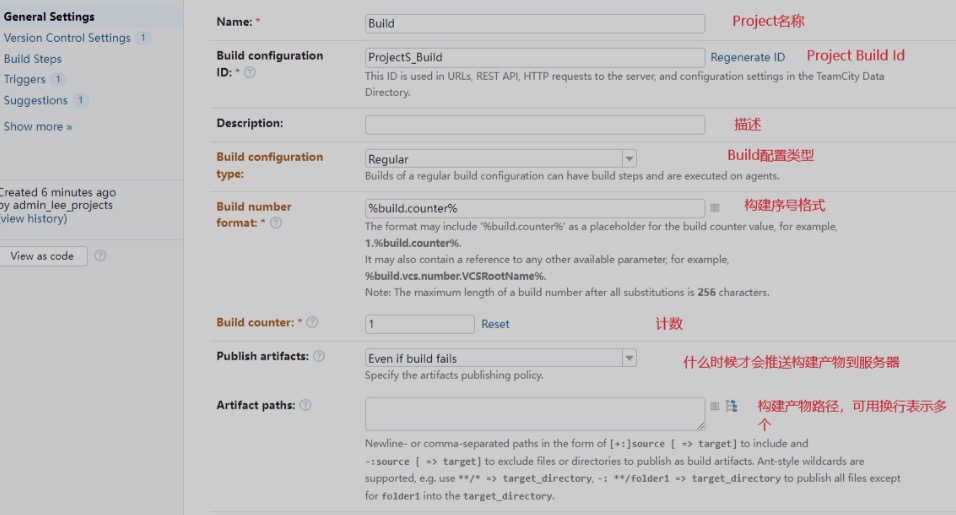 General Settings
Version Control Settings 1
Build Steps
Triggers 1
Suggestions 1
Show more »
Created 6 minutes ago
by admin_lee_projects
(view history)
View as code
Name: * Build Project名称
Build configuration
ID: * ProjectS_Build Regenerate ID Project Build Id
This ID is used in URLs, REST API, HTTP requests to the server, and configuration settings in the TeamCity Data
Directory.
Description: 描述
Build configuration
type: Regular Build配置类型
Builds of a regular build configuration can have build steps and are executed on agents.
Build number
format: * %build.counter% 构建序号格式
The format may include '%build.counter%' as a placeholder for the build counter value, for example,
1.%build.counter%.
It may also contain a reference to any other available parameter, for example,
%build.vcs.number.VCSRootName%.
Note: The maximum length of a build number after all substitutions is 256 characters.
Build counter: * 1 Reset 计数
Publish artifacts: Even if build fails 什么时候才会推送构建产物到服务器
Specify the artifacts publishing policy.
Artifact paths: 构建产物路径，可用换行表示多
个
Newline- or comma-separated paths in the form of [+:]source [ => target] to include and
-:source [ => target] to exclude files or directories to publish as build artifacts. Ant-style wildcards are
supported, e.g. use **/* => target_directory, -: **/folder1 => target_directory to publish all files except
for folder1 into the target_directory.